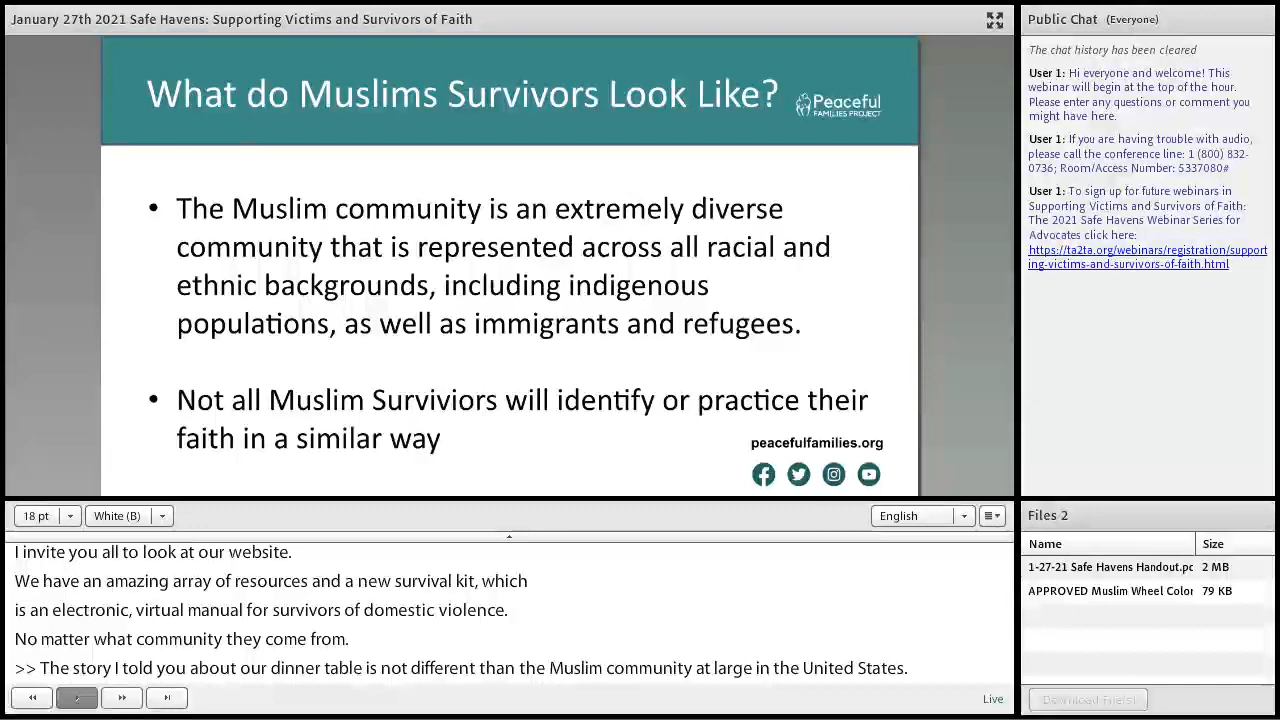 January 27th 2021 Safe Havens: Supporting Victims and Survivors of Faith
What do Muslims Survivors Look Like?
Peaceful
FAMILIES PROJECT
• The Muslim community is an extremely diverse
community that is represented across all racial and
ethnic backgrounds, including indigenous
populations, as well as immigrants and refugees.
• Not all Muslim Surviviors will identify or practice their
faith in a similar way
peacefulfamilies.org
18 pt
White (B)
English
I invite you all to look at our website.
We have an amazing array of resources and a new survival kit, which
is an electronic, virtual manual for survivors of domestic violence.
No matter what community they come from.
>> The story I told you about our dinner table is not different than the Muslim community at large in the United States.
Live
Public Chat (Everyone)
The chat history has been cleared
User 1: Hi everyone and welcome! This
webinar will begin at the top of the hour.
Please enter any questions or comment you
might have here.
User 1: If you are having trouble with audio,
please call the conference line: 1 (800) 832-
0736; Room/Access Number: 5337080#
User 1: To sign up for future webinars in
Supporting Victims and Survivors of Faith:
The 2021 Safe Havens Webinar Series for
Advocates click here:
https://ta2ta.org/webinars/registration/support
ing-victims-and-survivors-of-faith.html
Files 2
Name Size
1-27-21 Safe Havens Handout.pc 2 MB
APPROVED Muslim Wheel Color 79 KB
Download File(s)